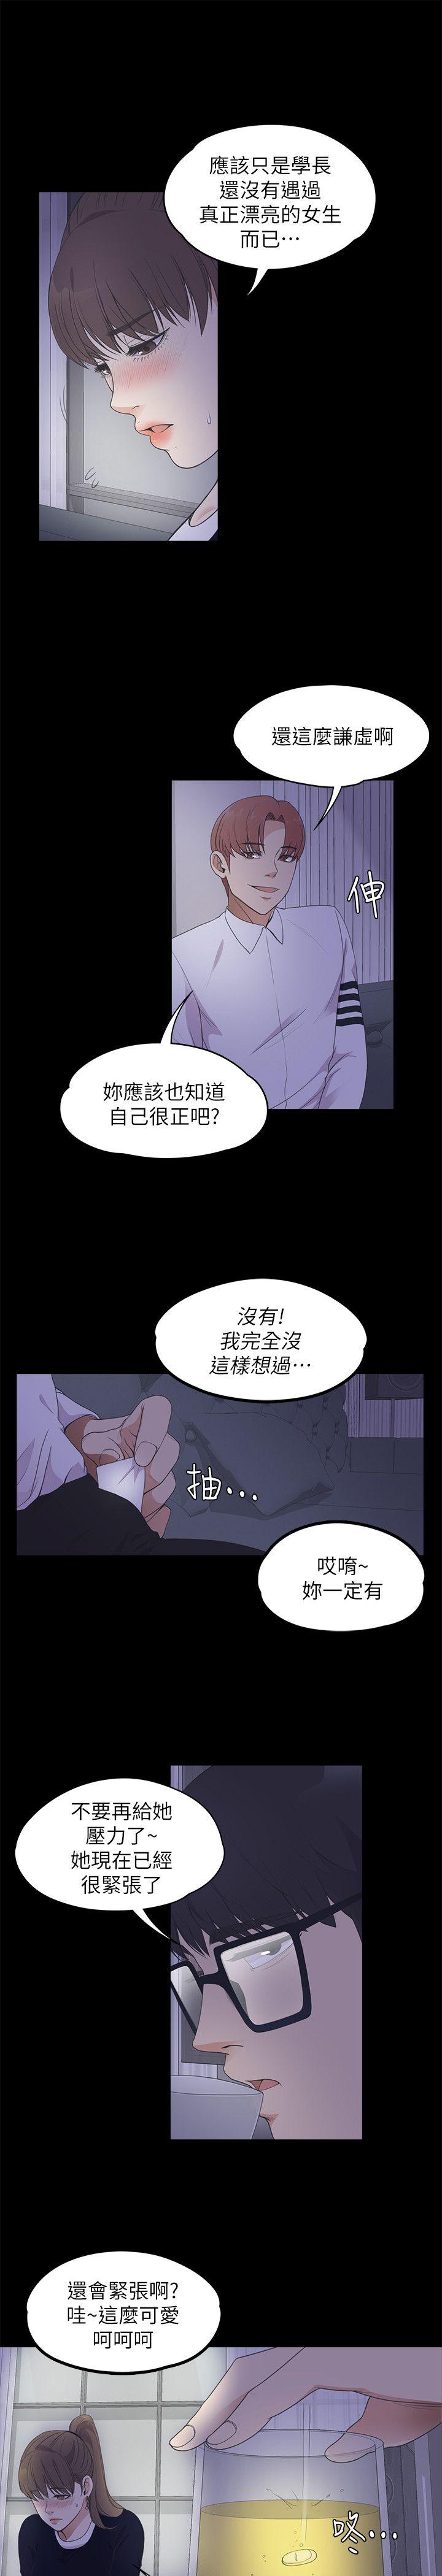 應該只是學長
還沒有遇過
真正漂亮的女生
而已…
還這麼謙虛啊
伸
妳應該也知道
自己很正吧?
沒有!
我完全沒
這樣想過…
抽…
哎唷~
妳一定有
不要再給她
壓力了~
她現在已經
很緊張了
還會緊張啊?
哇~這麼可愛
呵呵呵
咚…